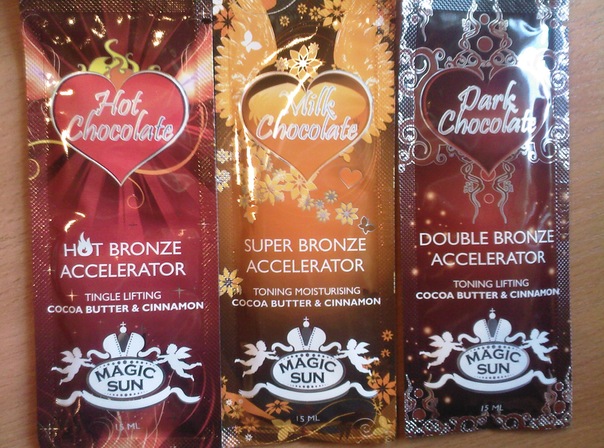 Hot
Chocolate
HOT BRONZE
ACCELERATOR
TINGLE LIFTING
COCOA BUTTER & CINNAMON
MAGIC
SUN
15 ML
Milk
Chocolate
SUPER BRONZE
ACCELERATOR
TONING MOISTURISING
COCOA BUTTER & CINNAMON
MAGIC
SUN
15 ML
Dark
Chocolate
DOUBLE BRONZE
ACCELERATOR
TONING LIFTING
COCOA BUTTER & CINNAMON
MAGIC
SUN
15 ML